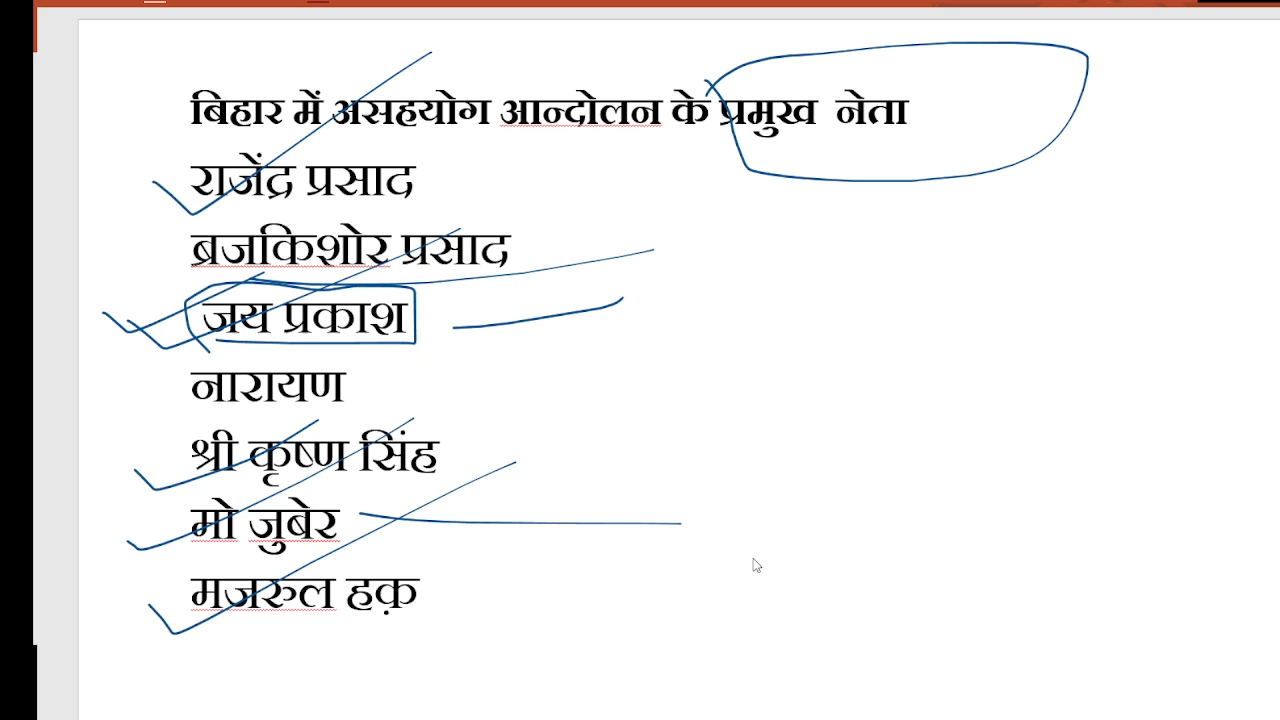 बिहार में असहयोग आन्दोलन के प्रमुख नेता
राजेंद्र प्रसाद
ब्रजकिशोर प्रसाद
जय प्रकाश
नारायण
श्री कृष्ण सिंह
मो जुबेर
मजरुल हक़